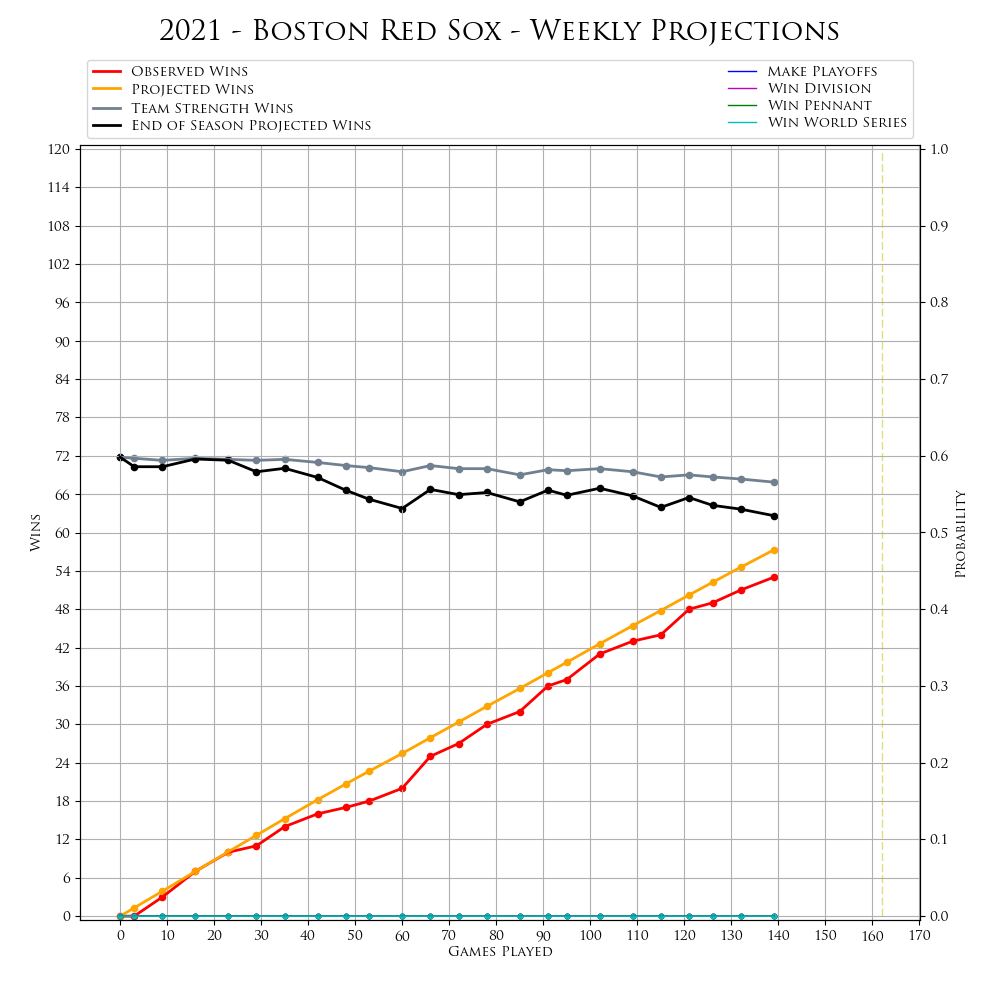 2021 - Boston Red Sox - Weekly Projections
Observed Wins
Projected Wins
Team Strength Wins
End of Season Projected Wins
Make Playoffs
Win Division
Win Pennant
Win World Series
120
114
108
102
96
90
84
78
72
66
60
54
48
42
36
30
24
18
12
6
0
Wins
1.0
0.9
0.8
0.7
0.6
0.5
0.4
0.3
0.2
0.1
0.0
Probability
0 10 20 30 40 50 60 70 80 90 100 110 120 130 140 150 160 170
Games Played